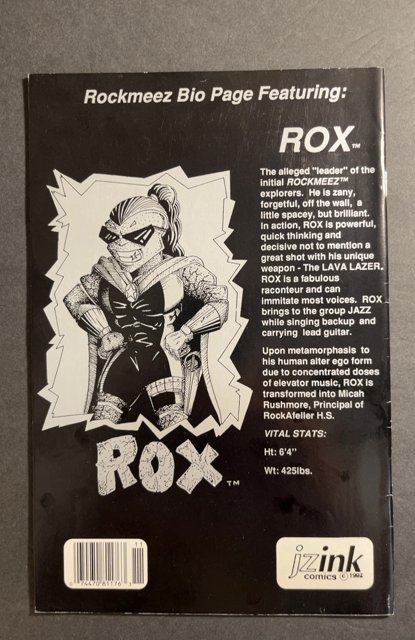 Rockmeez Bio Page Featuring:
ROX™
The alleged "leader" of the
initial ROCKMEEZ™
explorers. He is zany,
forgetful, off the wall, a
little spacey, but brilliant.
In action, ROX is powerful,
quick thinking and
decisive not to mention a
great shot with his unique
weapon - The LAVA LAZER.
ROX is a fabulous
raconteur and can
immitate most voices. ROX
brings to the group JAZZ
while singing backup and
carrying lead guitar.
Upon metamorphasis to
his human alter ego form
due to concentrated doses
of elevator music, ROX is
transformed into Micah
Rushmore, Principal of
RockAfeller H.S.
VITAL STATS:
Ht: 6'4"
Wt: 425lbs.
ROX™
11
0 74470 81176
jzink
comics © 1992